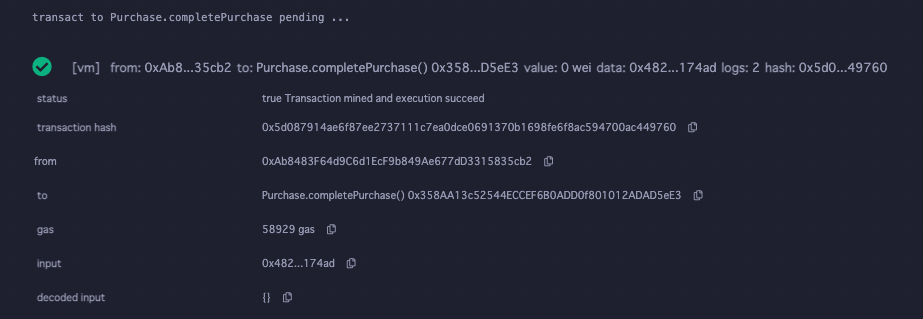 transact to Purchase.completePurchase pending ...
[vm] from: 0xAb8...35cb2 to: Purchase.completePurchase() 0x358...D5eE3 value: 0 wei data: 0x482...174ad logs: 2 hash: 0x5d0...49760
status true Transaction mined and execution succeed
transaction hash 0x5d087914ae6f87ee2737111c7ea0dce0691370b1698fe6f8ac594700ac449760
from 0xAb8483F64d9C6d1EcF9b849Ae677dD3315835cb2
to Purchase.completePurchase() 0x358AA13c52544ECCEF6B0ADD0f801012ADAD5eE3
gas 58929 gas
input 0x482...174ad
decoded input {}